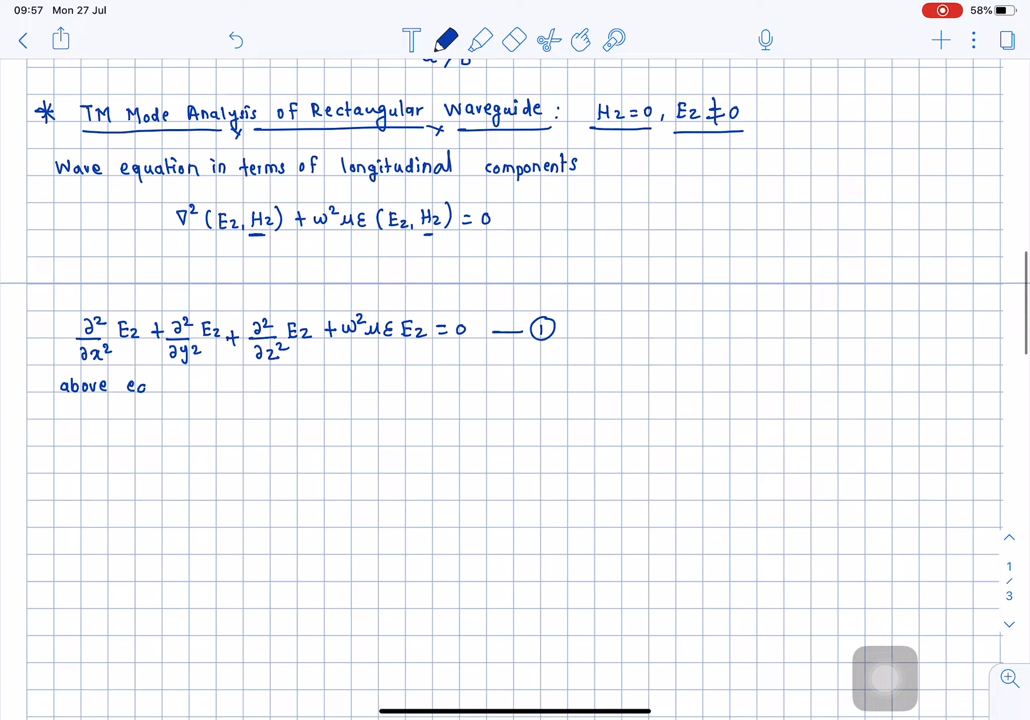 09:57 Mon 27 Jul 58%
T
* TM Mode Analysis of Rectangular Waveguide : Hz = 0 , Ez ≠ 0
Wave equation in terms of longitudinal components
∇² (Ez, Hz) + ω²με (Ez, Hz) = 0
∂²/∂x² Ez + ∂²/∂y² Ez + ∂²/∂z² Ez + ω²με Ez = 0 — ①
above eq
1
/
3